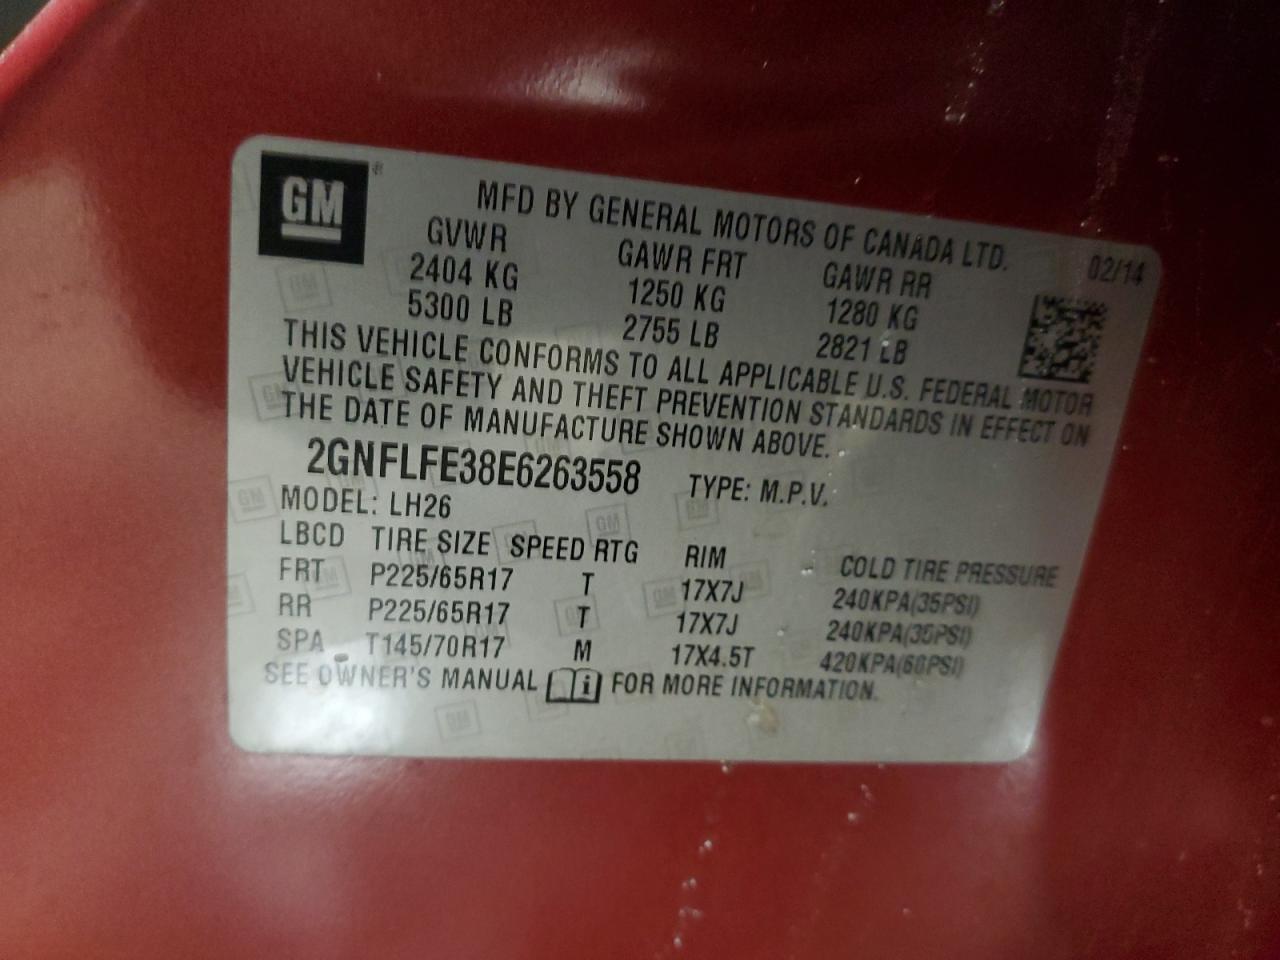 GM ®
MFD BY GENERAL MOTORS OF CANADA LTD.
02/14
GVWR GAWR FRT GAWR RR
2404 KG 1250 KG 1280 KG
5300 LB 2755 LB 2821 LB
THIS VEHICLE CONFORMS TO ALL APPLICABLE U.S. FEDERAL MOTOR
VEHICLE SAFETY AND THEFT PREVENTION STANDARDS IN EFFECT ON
THE DATE OF MANUFACTURE SHOWN ABOVE.
2GNFLFE38E6263558 TYPE: M.P.V.
MODEL: LH26
LBCD TIRE SIZE SPEED RTG RIM COLD TIRE PRESSURE
FRT P225/65R17 T 17X7J 240KPA(35PSI)
RR P225/65R17 T 17X7J 240KPA(35PSI)
SPA T145/70R17 M 17X4.5T 420KPA(60PSI)
SEE OWNER'S MANUAL i FOR MORE INFORMATION.